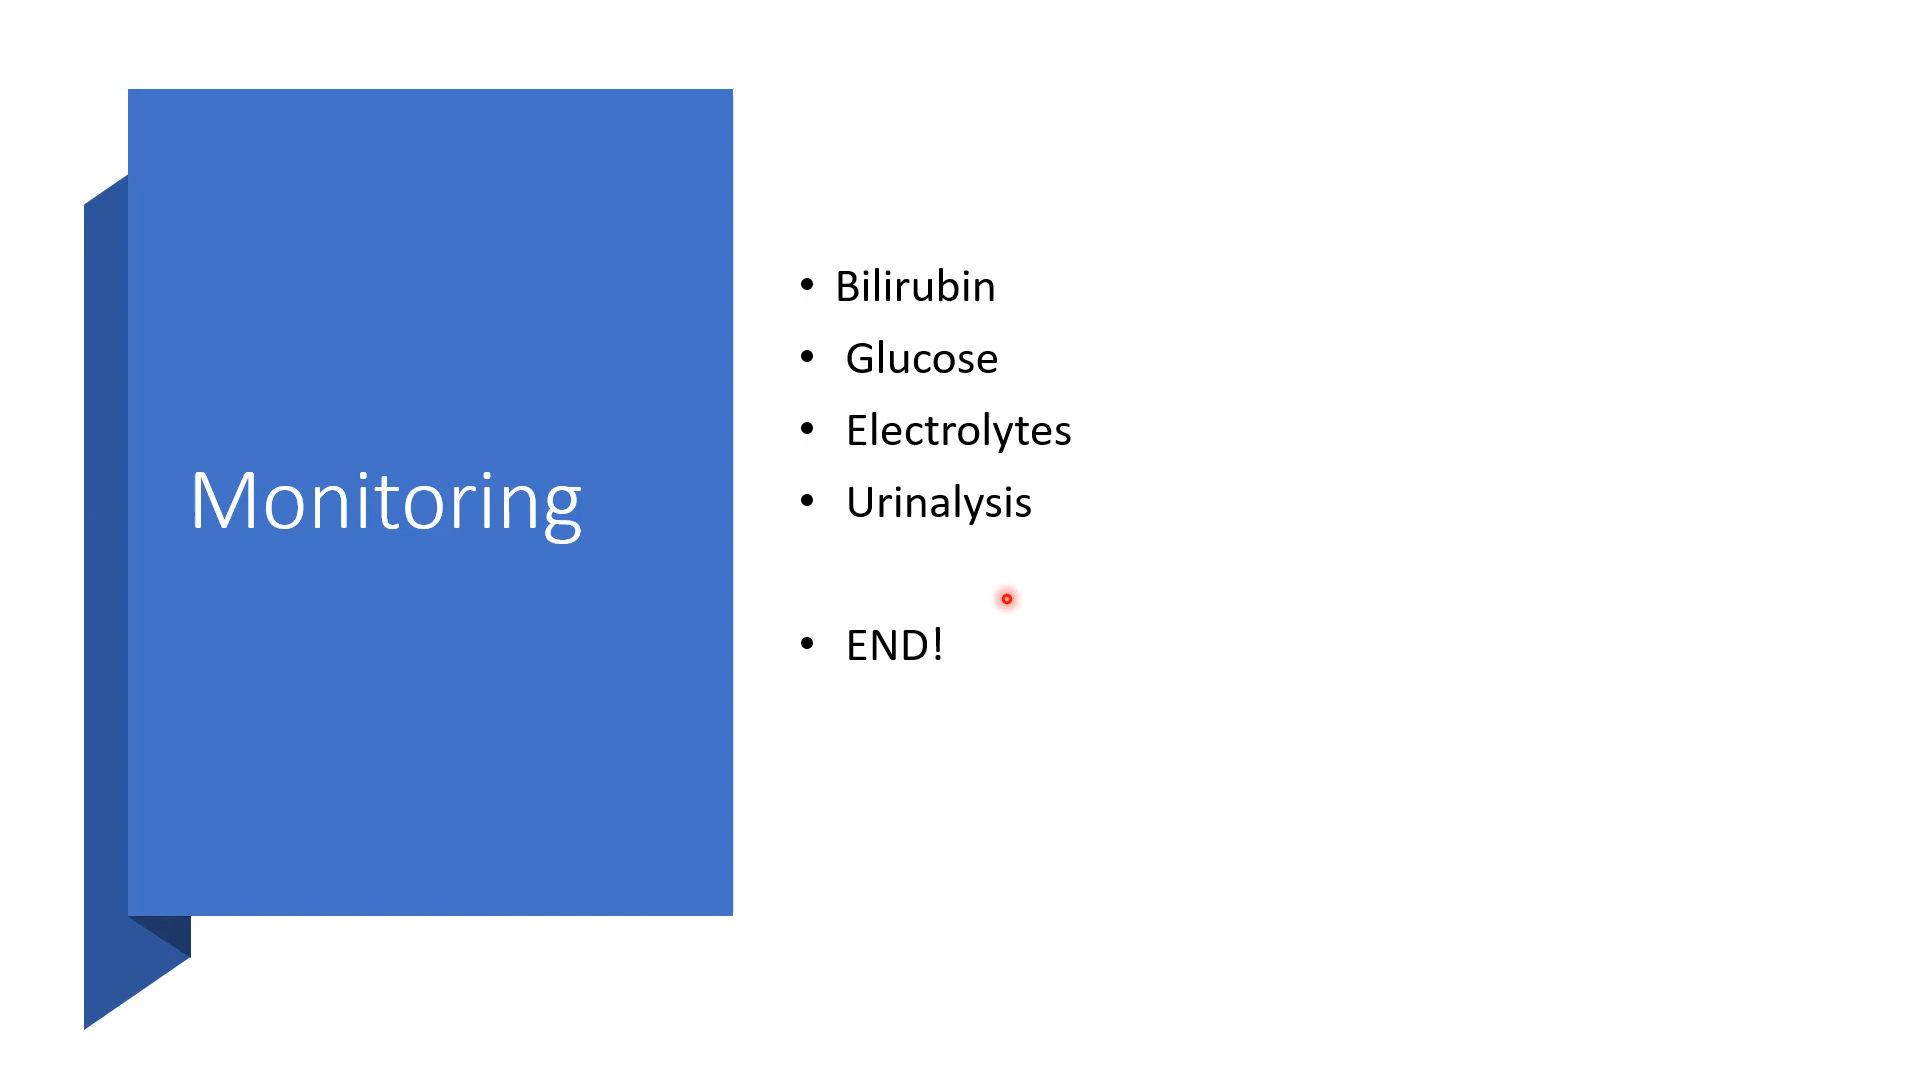 Monitoring
• Bilirubin
• Glucose
• Electrolytes
• Urinalysis
• END!